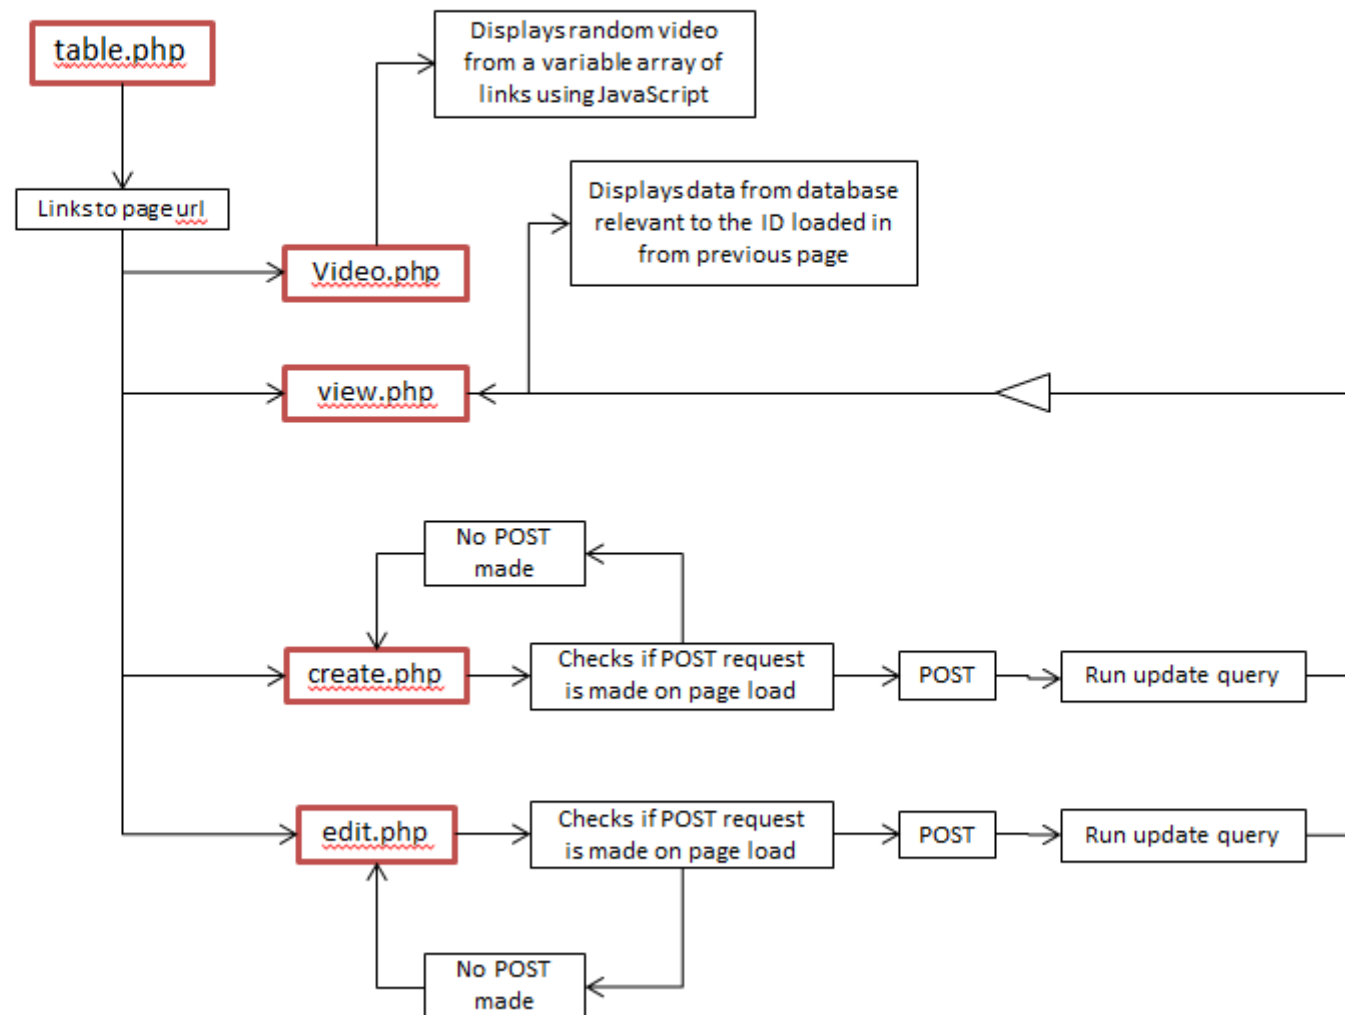 table.php
Displays random video
from a variable array of
links using JavaScript
Links to page url
Displays data from database
relevant to the ID loaded in
from previous page
Video.php
view.php
No POST
made
create.php
Checks if POST request
is made on page load
POST
Run update query
edit.php
Checks if POST request
is made on page load
POST
Run update query
No POST
made